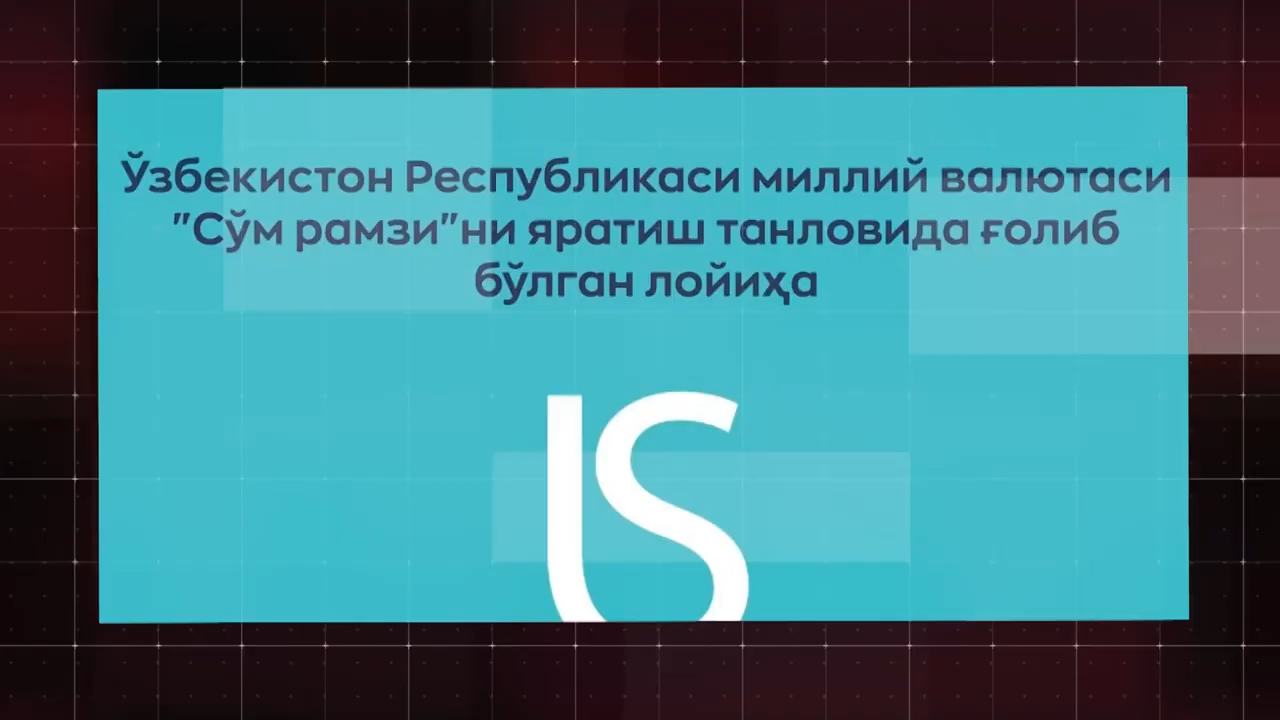 Ўзбекистон Республикаси миллий валютаси
"Сўм рамзи"ни яратиш танловида ғолиб
бўлган лойиҳа